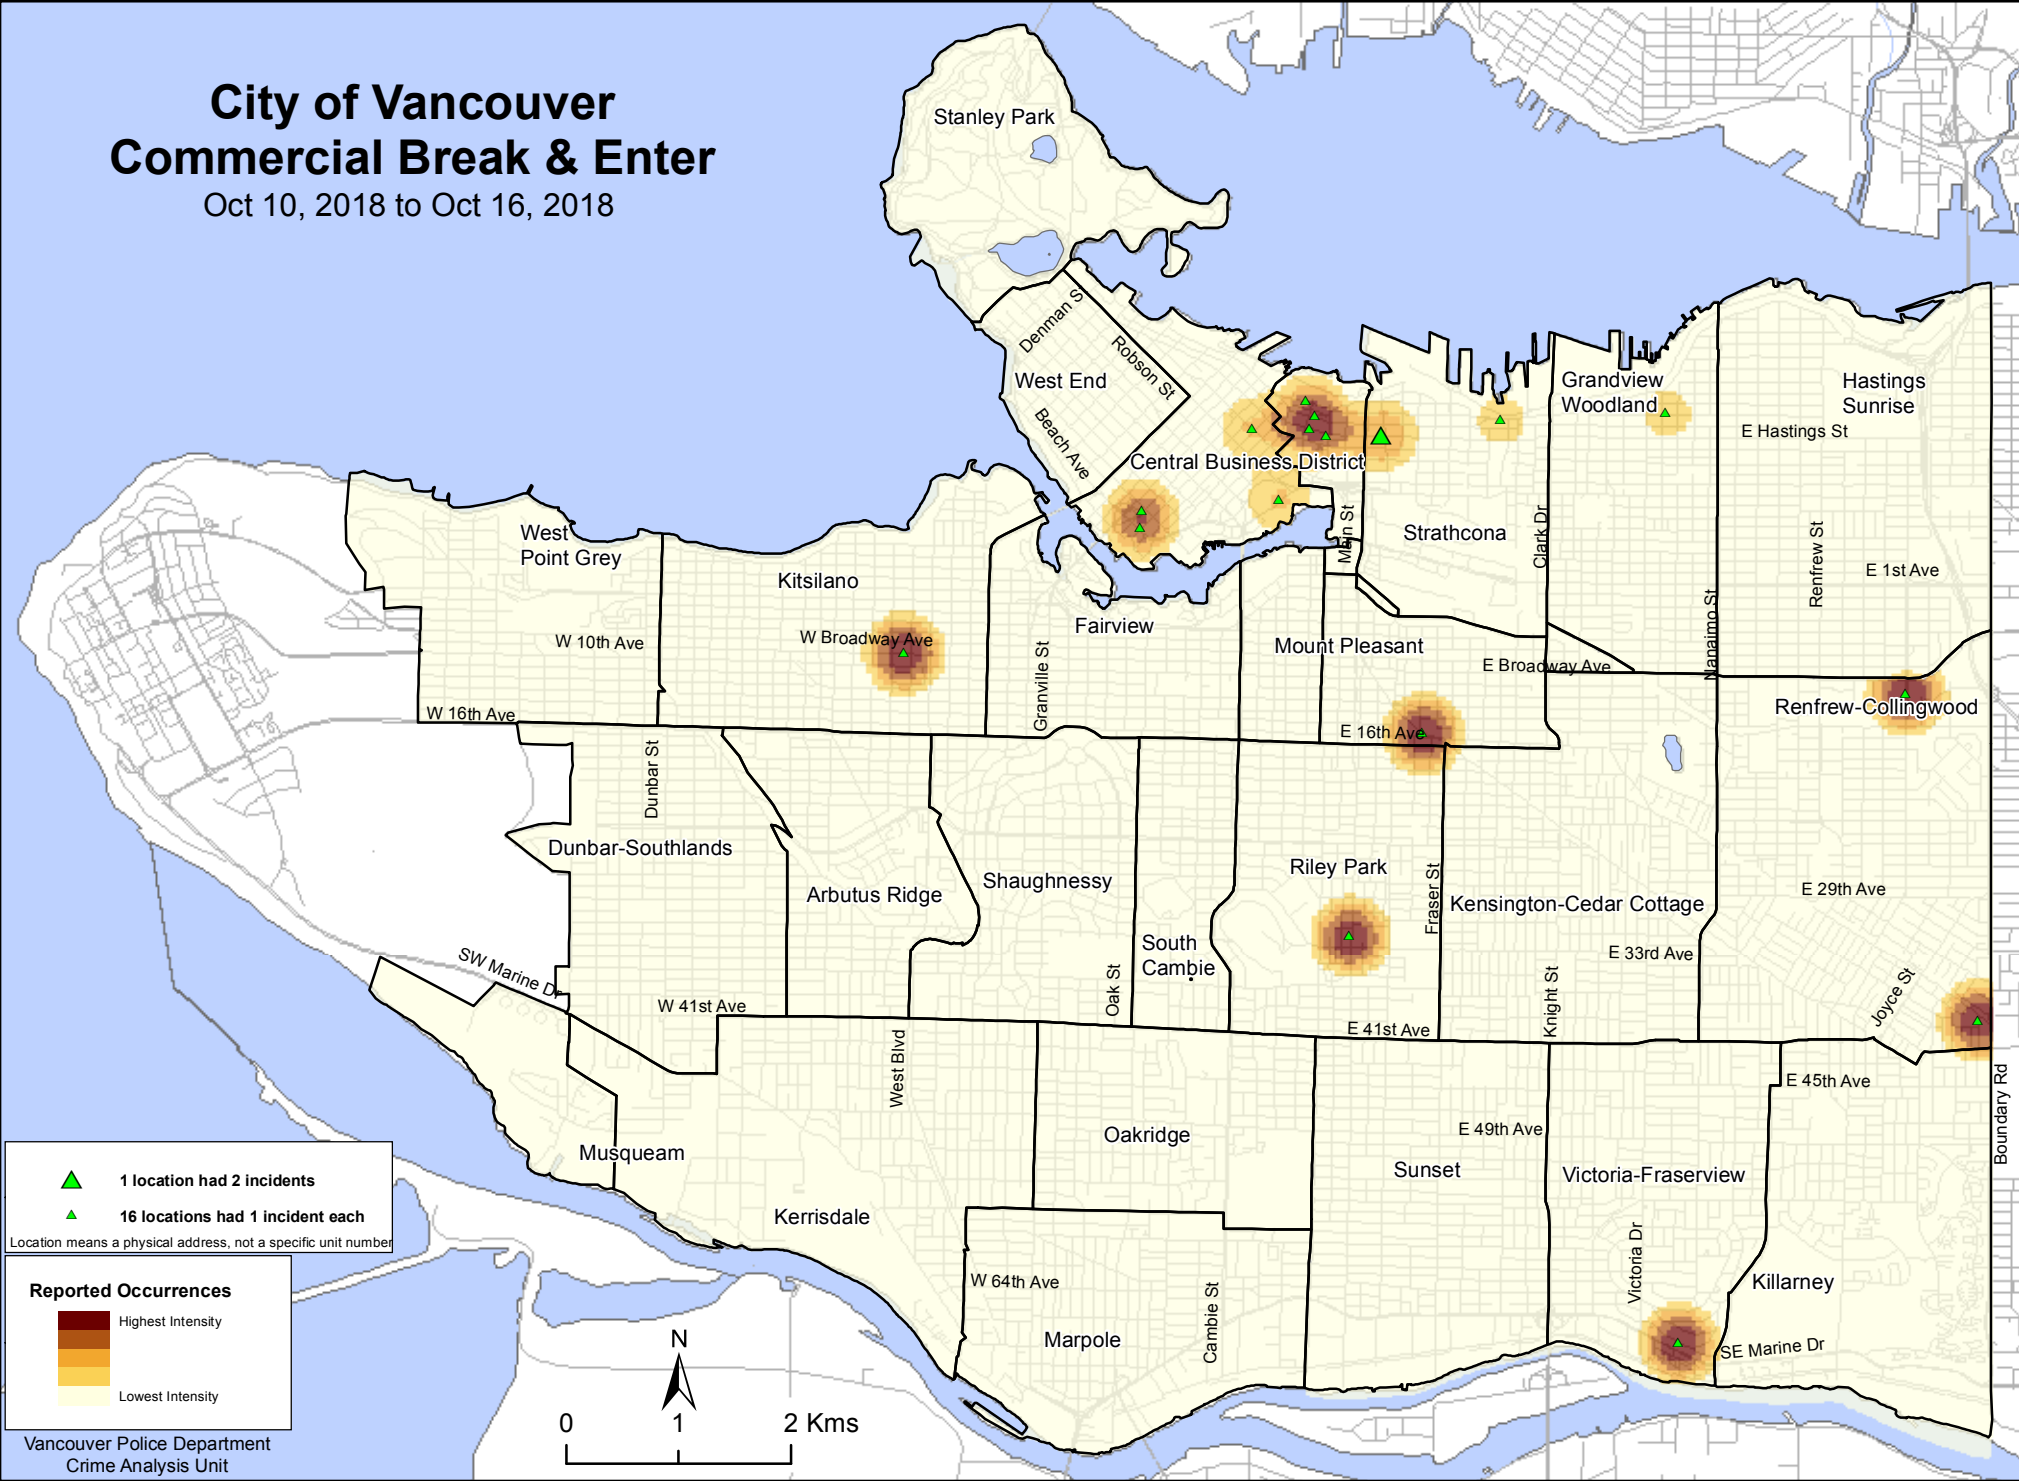 City of Vancouver
Commercial Break & Enter
Oct 10, 2018 to Oct 16, 2018
Stanley Park
Denman S
Robson St
West End
Beach Ave
Central Business District
Grandview
Woodland
Hastings
Sunrise
E Hastings St
Main St
Strathcona
Clark Dr
Renfrew St
E 1st Ave
Nanaimo St
West
Point Grey
Kitsilano
W 10th Ave
W Broadway Ave
Fairview
Granville St
Mount Pleasant
E Broadway Ave
W 16th Ave
E 16th Ave
Renfrew-Collingwood
Dunbar St
Dunbar-Southlands
Arbutus Ridge
Shaughnessy
Riley Park
Fraser St
Kensington-Cedar Cottage
E 29th Ave
E 33rd Ave
South
Cambie
Oak St
SW Marine Dr
W 41st Ave
E 41st Ave
Knight St
Joyce St
West Blvd
E 45th Ave
Boundary Rd
Oakridge
E 49th Ave
Sunset
Victoria-Fraserview
Musqueam
Kerrisdale
Victoria Dr
Killarney
W 64th Ave
Cambie St
Marpole
SE Marine Dr
1 location had 2 incidents
16 locations had 1 incident each
Location means a physical address, not a specific unit number
Reported Occurrences
Highest Intensity
Lowest Intensity
Vancouver Police Department
Crime Analysis Unit
N
0 1 2 Kms